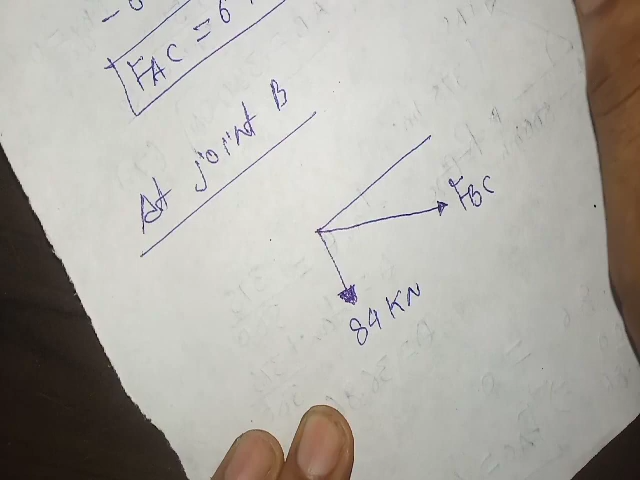 FAC = 6
At joint B
FBC
84 KN